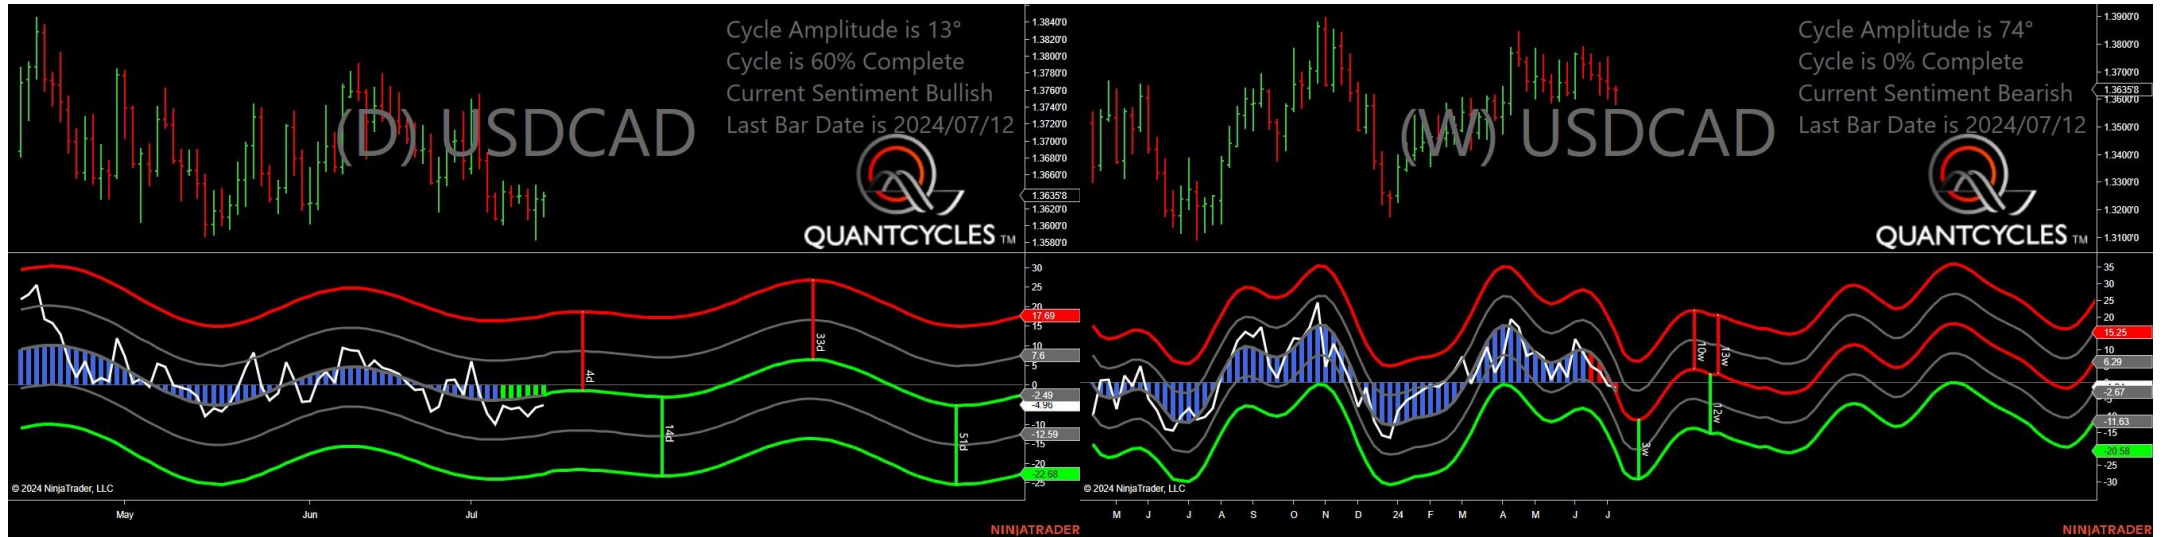 Cycle Amplitude is 13°
Cycle is 60% Complete
Current Sentiment Bullish
Last Bar Date is 2024/07/12
(D) USDCAD
QUANTCYCLES TM
1.3840'0
1.3820'0
1.3800'0
1.3780'0
1.3760'0
1.3740'0
1.3720'0
1.3700'0
1.3680'0
1.3660'0
1.3635'8
1.3620'0
1.3600'0
1.3580'0
30
25
20
17.69
15
10
7.6
5
0
-2.49
-4.96
-12.59
-15
-20
-22.68
-25
4d
14d
33d
51d
© 2024 NinjaTrader, LLC
May
Jun
Jul
NINJATRADER
Cycle Amplitude is 74°
Cycle is 0% Complete
Current Sentiment Bearish
Last Bar Date is 2024/07/12
(W) USDCAD
QUANTCYCLES TM
1.3900'0
1.3800'0
1.3700'0
1.3635'8
1.3600'0
1.3500'0
1.3400'0
1.3300'0
1.3200'0
1.3100'0
35
30
25
20
15.25
10
6.29
-2.67
-11.63
-15
-20.58
-25
-30
3w
10w
12w
13w
© 2024 NinjaTrader, LLC
M
J
J
A
S
O
N
D
24
F
M
A
M
J
J
NINJATRADER